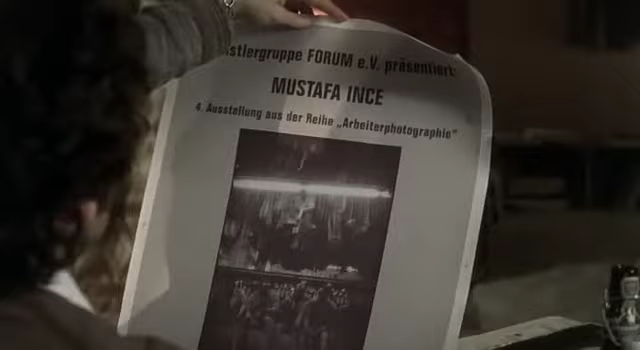 stlergruppe FORUM e.V. präsentiert:
MUSTAFA INCE
4. Ausstellung aus der Reihe „Arbeiterphotographie"